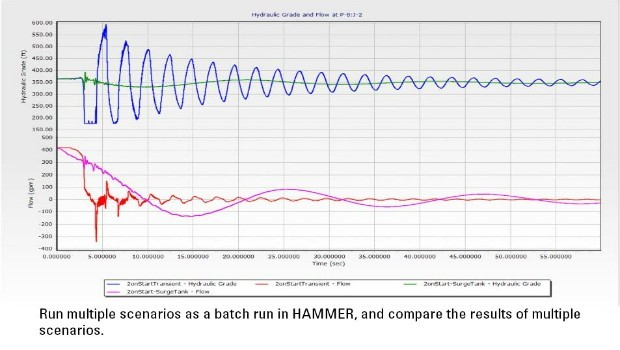 Hydraulic Grade and Flow at P-8:J-2
600.00
550.00
500.00
450.00
400.00
350.00
300.00
250.00
200.00
150.00
Hydraulic Grade (ft)
500
400
300
200
100
0
-100
-200
-300
-400
Flow (gpm)
0.000000 5.000000 10.000000 15.000000 20.000000 25.000000 30.000000 35.000000 40.000000 45.000000 50.000000 55.000000
Time (sec)
2onStartTransient - Hydraulic Grade 2onStartTransient - Flow 2onStart-SurgeTank - Hydraulic Grade
2onStart-SurgeTank - Flow
Run multiple scenarios as a batch run in HAMMER, and compare the results of multiple
scenarios.